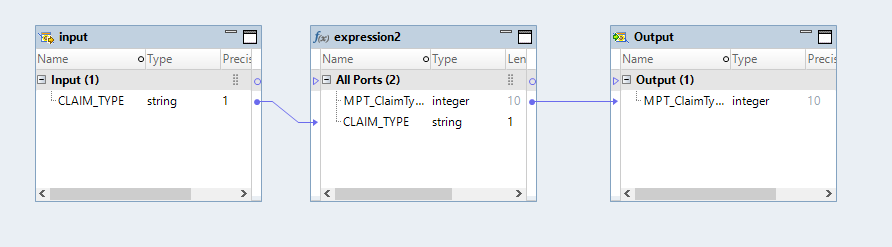 input
Name Type Precis
Input (1)
CLAIM_TYPE string 1
f(x) expression2
Name Type Len
All Ports (2)
MPT_ClaimTy... integer 10
CLAIM_TYPE string 1
Output
Name Type Precis
Output (1)
MPT_ClaimTy... integer 10